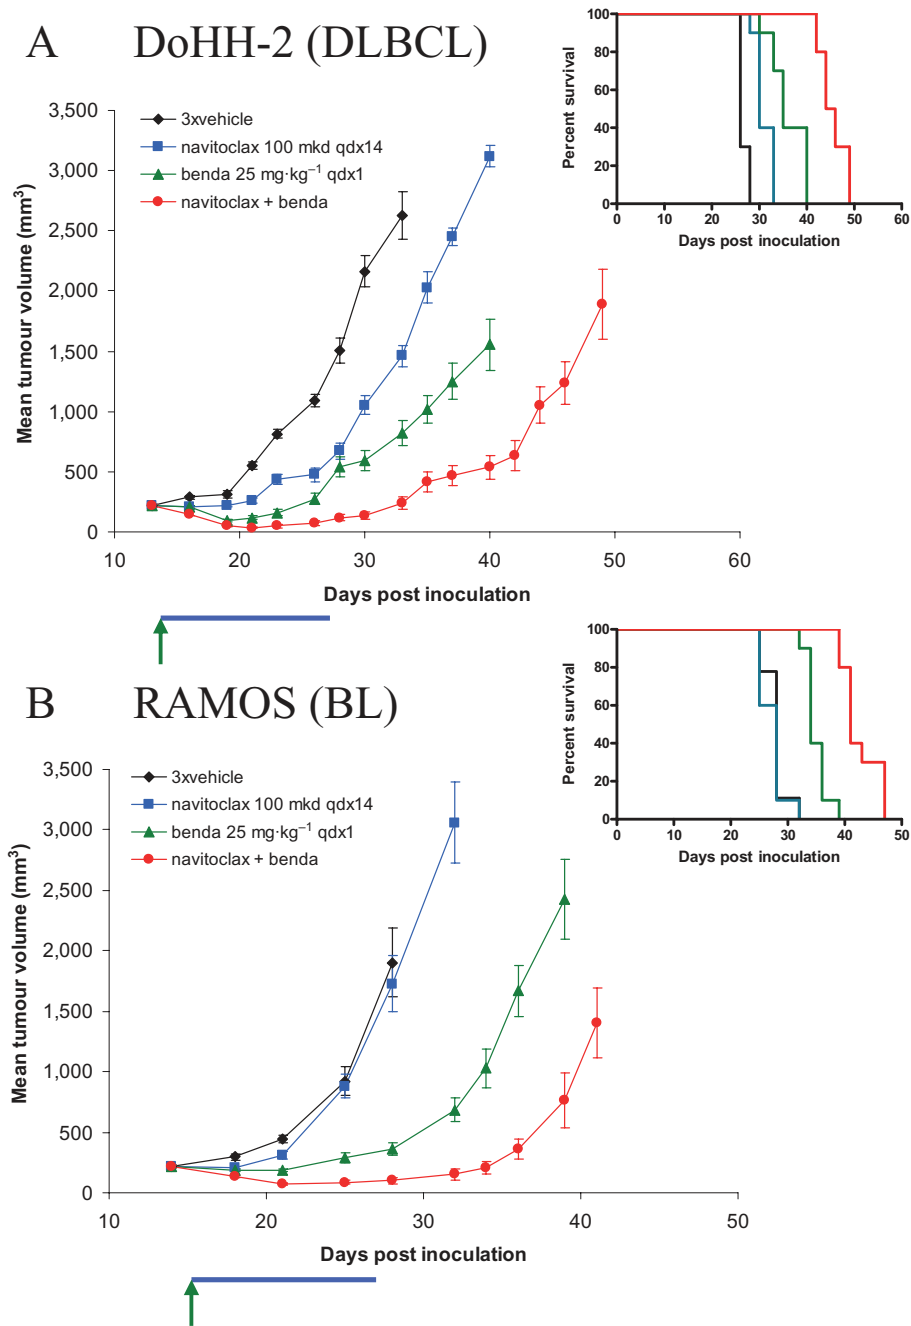 A DoHH-2 (DLBCL)
3,500
3,000
2,500
2,000
1,500
1,000
500
0
Mean tumour volume (mm³)
3xvehicle
navitoclax 100 mkd qdx14
benda 25 mg·kg⁻¹ qdx1
navitoclax + benda
10 20 30 40 50 60
Days post inoculation
100
80
60
40
20
0
Percent survival
0 10 20 30 40 50 60
Days post inoculation
B RAMOS (BL)
3,500
3,000
2,500
2,000
1,500
1,000
500
0
Mean tumour volume (mm³)
3xvehicle
navitoclax 100 mkd qdx14
benda 25 mg·kg⁻¹ qdx1
navitoclax + benda
10 20 30 40 50
Days post inoculation
100
80
60
40
20
0
Percent survival
0 10 20 30 40 50
Days post inoculation